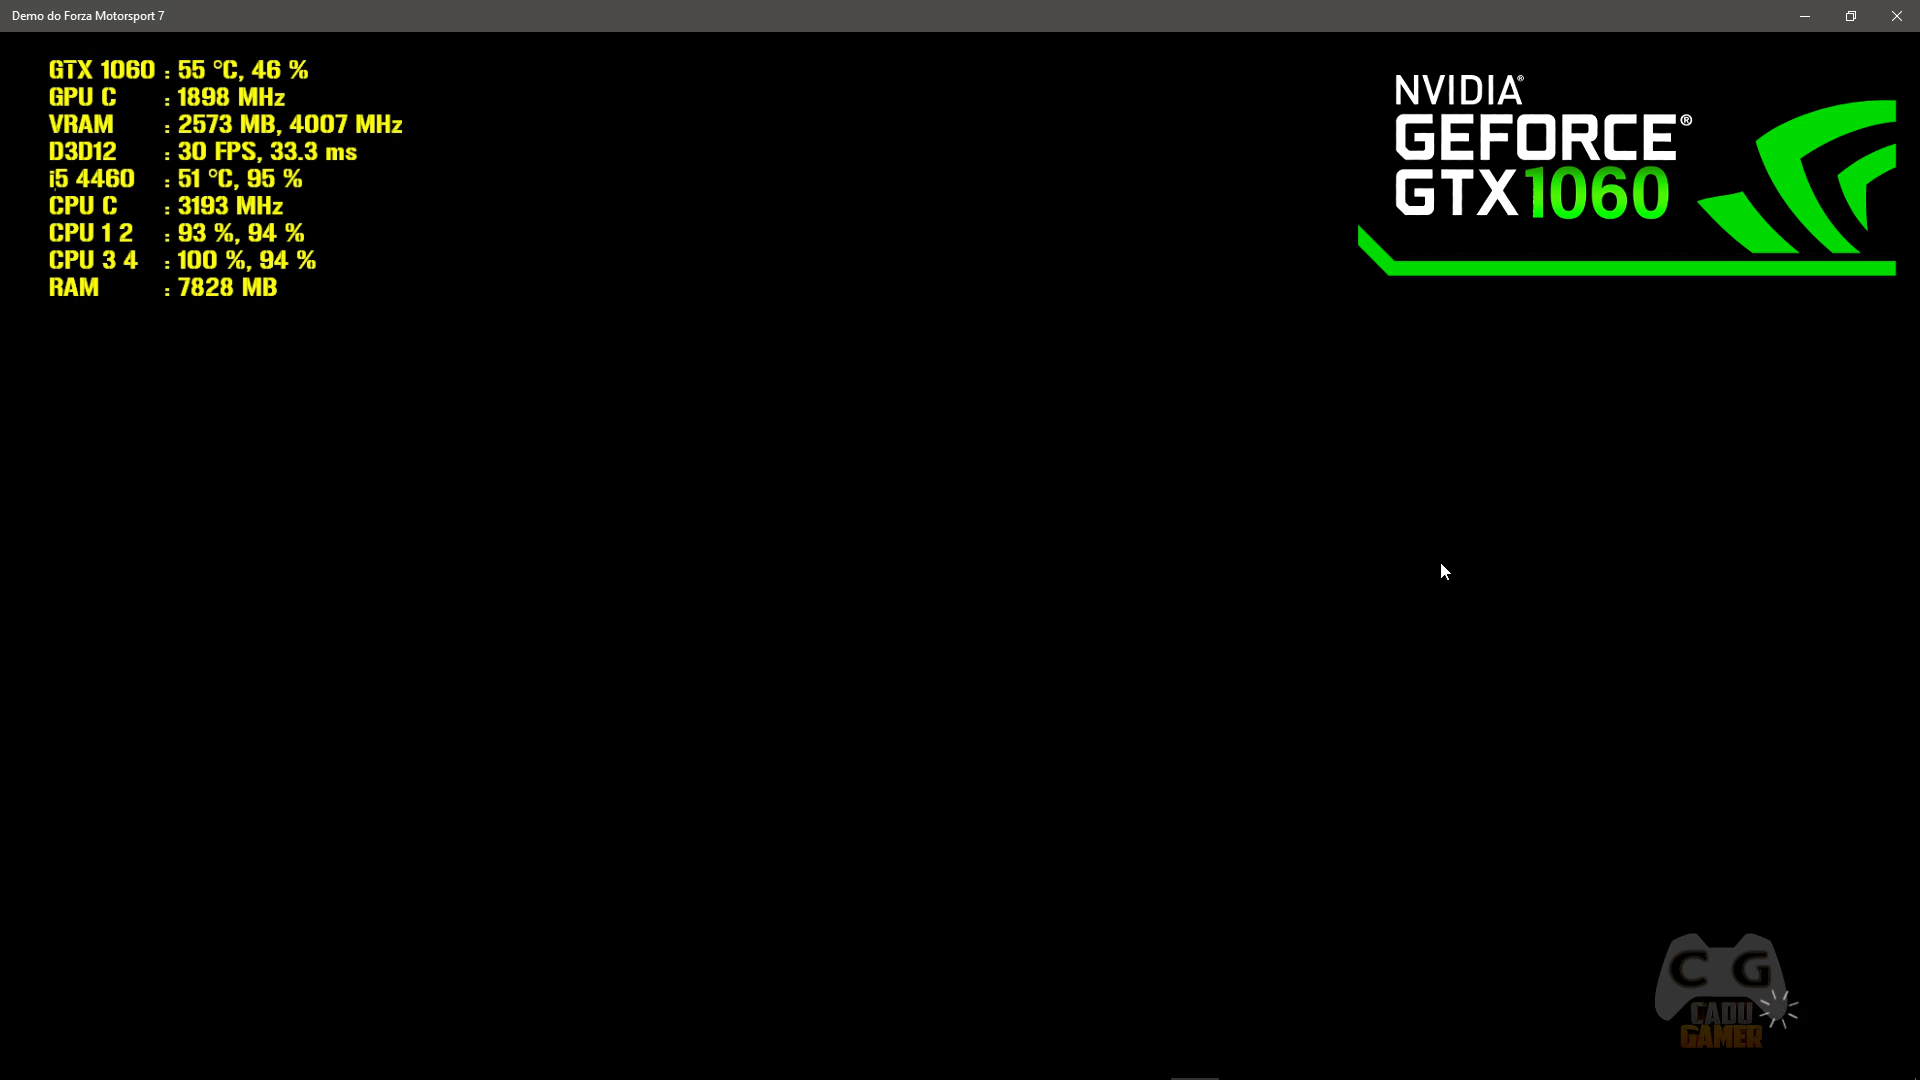 Demo do Forza Motorsport 7
GTX 1060 : 55 °C, 46 %
GPU C : 1898 MHz
VRAM : 2573 MB, 4007 MHz
D3D12 : 30 FPS, 33.3 ms
i5 4460 : 51 °C, 95 %
CPU C : 3193 MHz
CPU 1 2 : 93 %, 94 %
CPU 3 4 : 100 %, 94 %
RAM : 7828 MB
NVIDIA®
GEFORCE®
GTX 1060
C G
CADU
GAMER